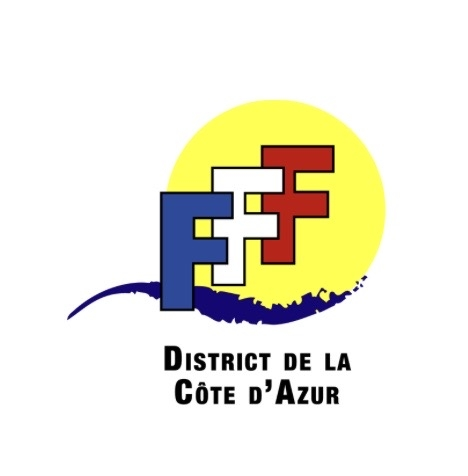 FFF
DISTRICT DE LA
CÔTE D'AZUR